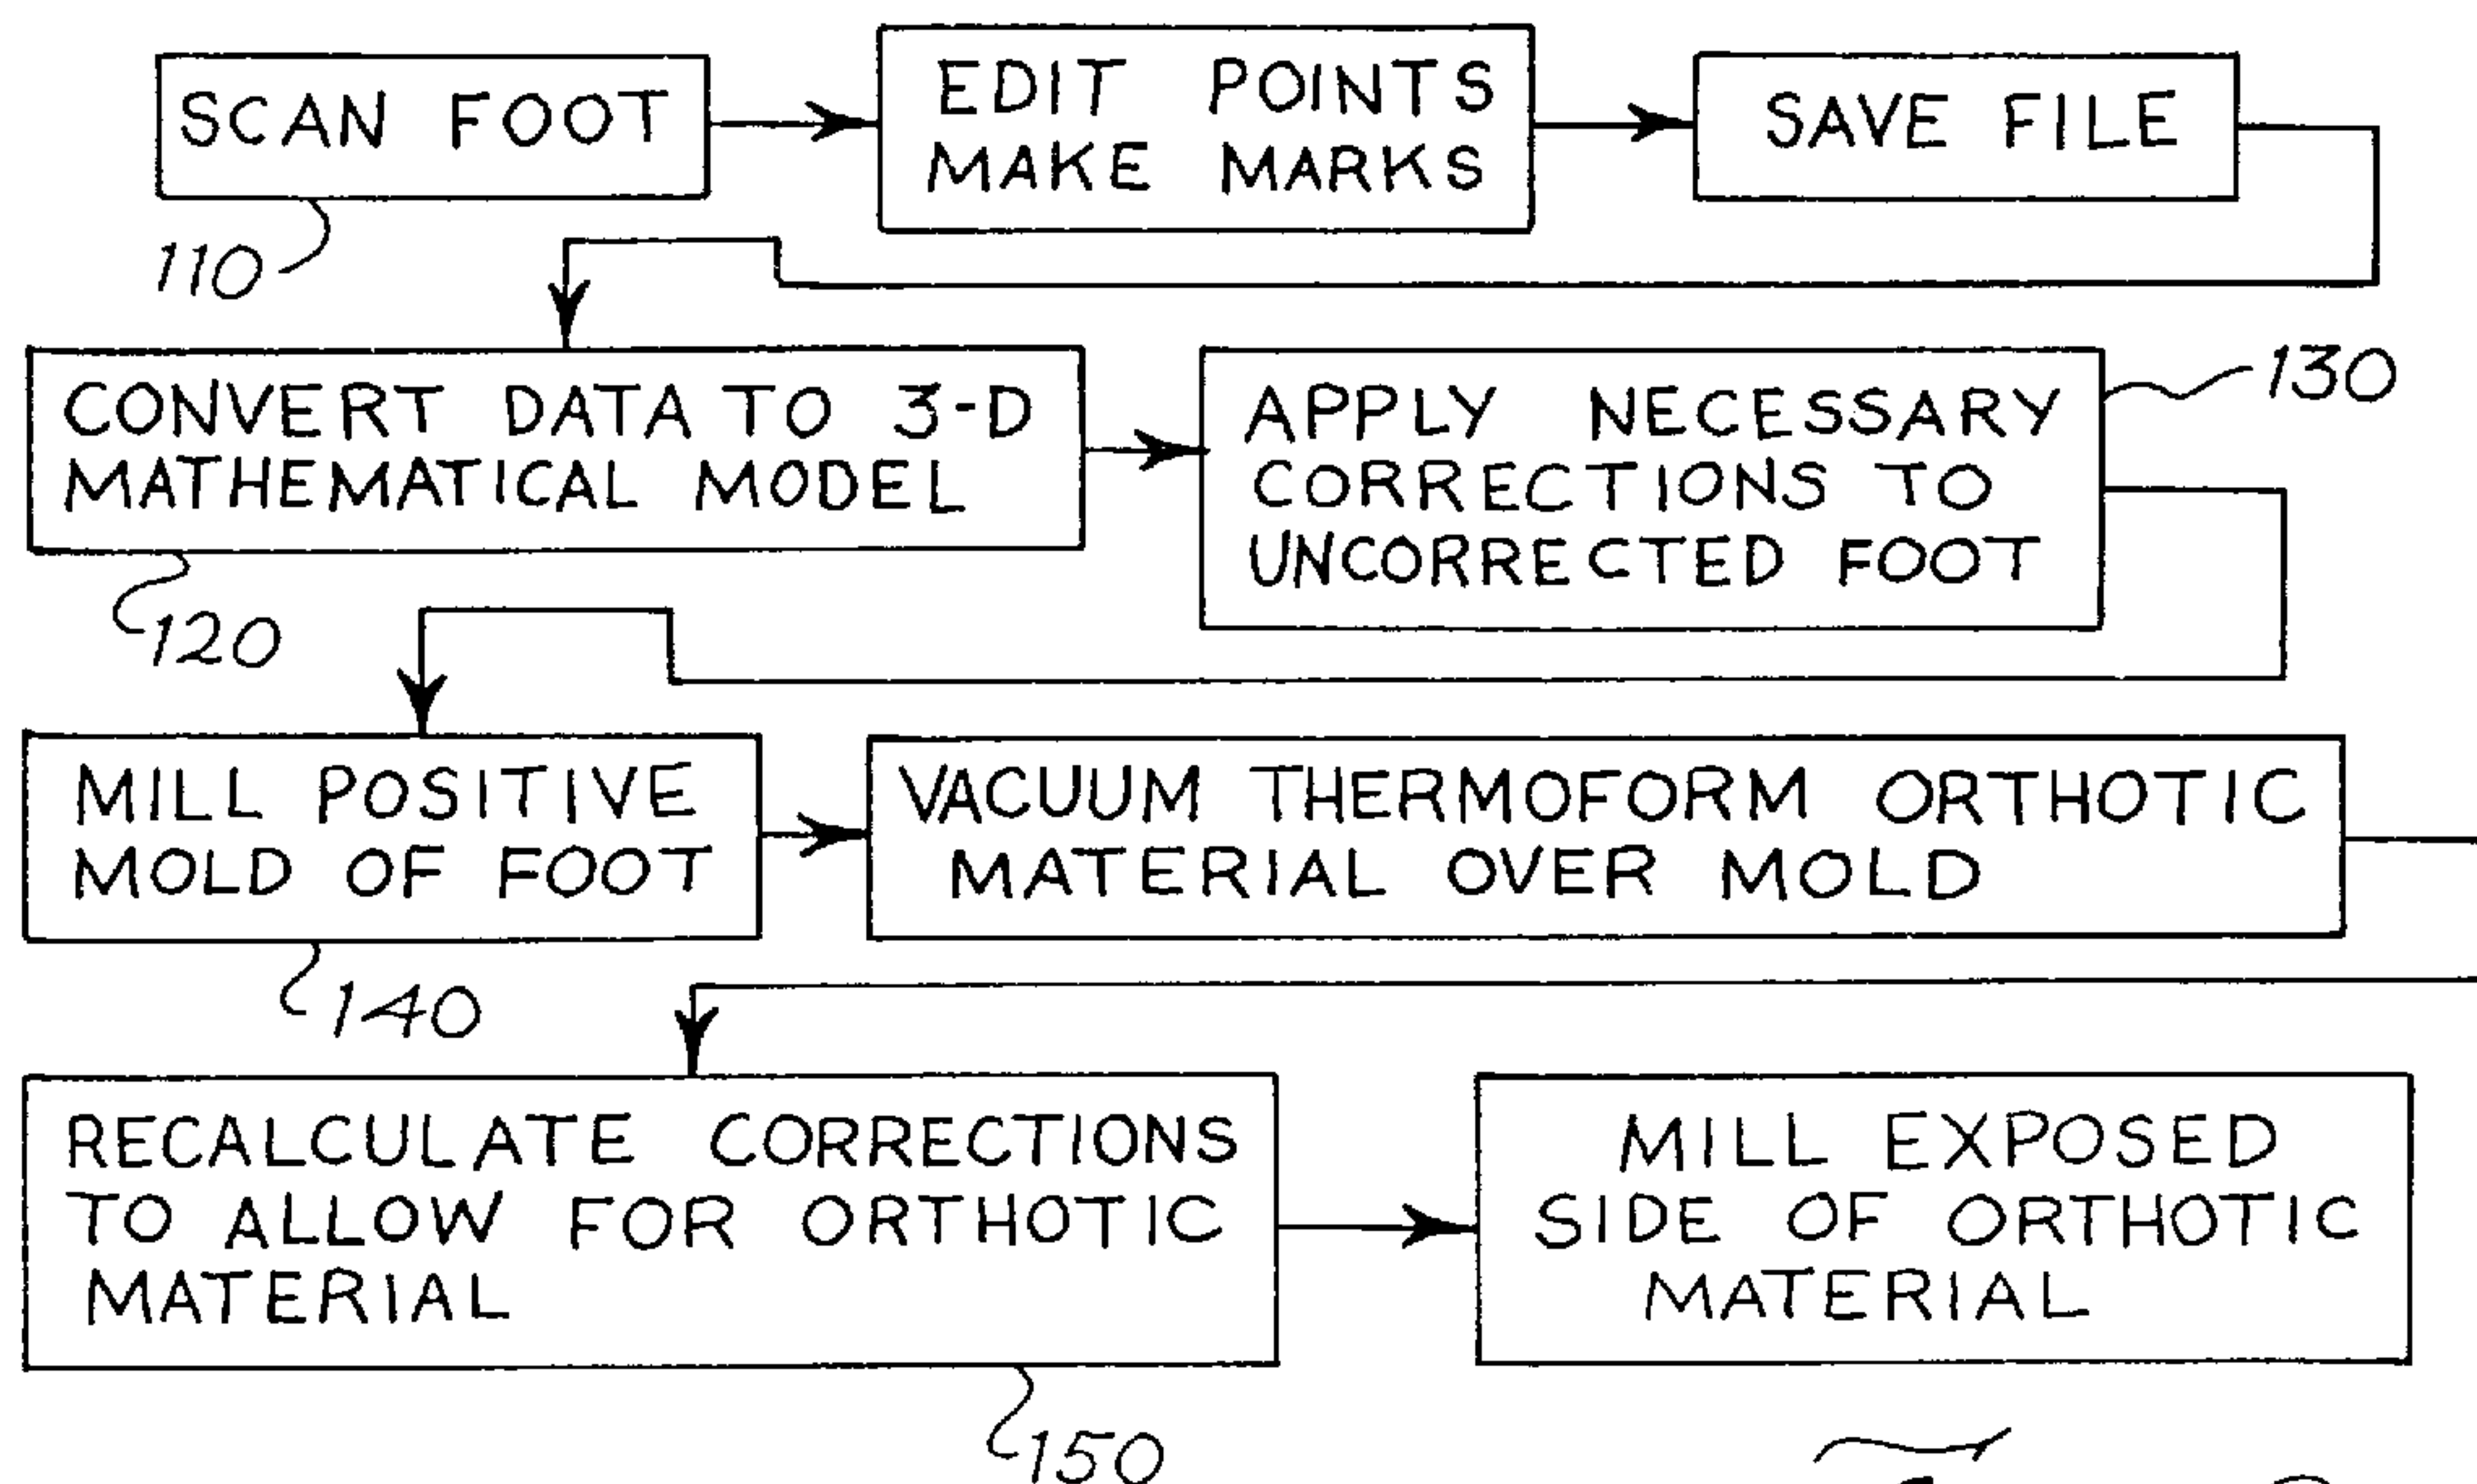 SCAN FOOT
EDIT POINTS
MAKE MARKS
SAVE FILE
110
CONVERT DATA TO 3-D
MATHEMATICAL MODEL
APPLY NECESSARY
CORRECTIONS TO
UNCORRECTED FOOT
130
120
MILL POSITIVE
MOLD OF FOOT
VACUUM THERMOFORM ORTHOTIC
MATERIAL OVER MOLD
140
RECALCULATE CORRECTIONS
TO ALLOW FOR ORTHOTIC
MATERIAL
MILL EXPOSED
SIDE OF ORTHOTIC
MATERIAL
150